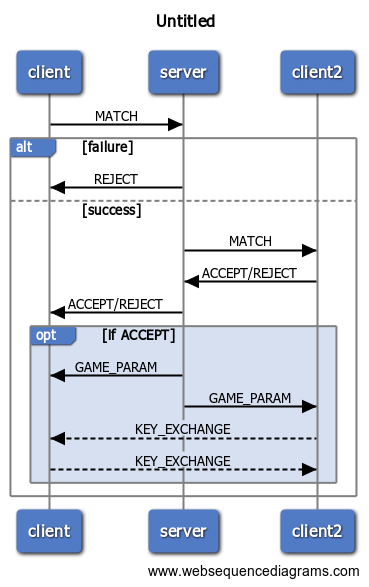 Untitled
client server client2
MATCH
alt [failure]
REJECT
[success]
MATCH
ACCEPT/REJECT
ACCEPT/REJECT
opt [if ACCEPT]
GAME_PARAM
GAME_PARAM
KEY_EXCHANGE
KEY_EXCHANGE
client server client2
www.websequencediagrams.com